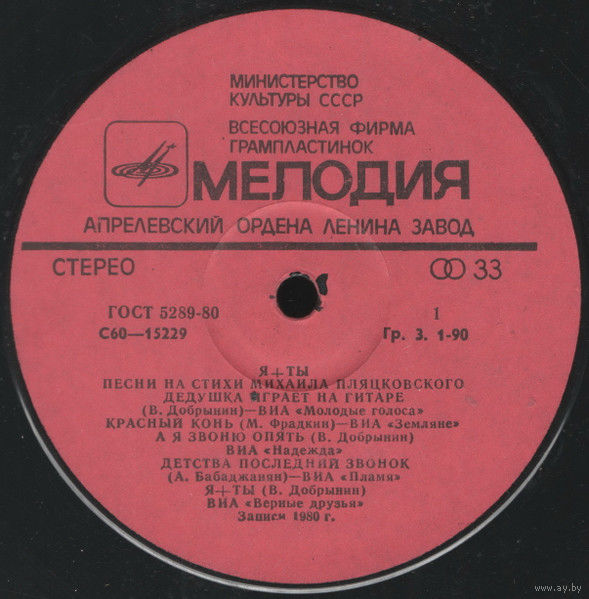 МИНИСТЕРСТВО
КУЛЬТУРЫ СССР
ВСЕСОЮЗНАЯ ФИРМА
ГРАМПЛАСТИНОК
МЕЛОДИЯ
АПРЕЛЕВСКИЙ ОРДЕНА ЛЕНИНА ЗАВОД
СТЕРЕО 33
ГОСТ 5289-80 1
С60—15229 Гр. 3. 1-90
Я+ТЫ
ПЕСНИ НА СТИХИ МИХАИЛА ПЛЯЦКОВСКОГО
ДЕДУШКА ИГРАЕТ НА ГИТАРЕ
(В. Добрынин)—ВИА «Молодые голоса»
КРАСНЫЙ КОНЬ (М. Фрадкин)—ВИА «Земляне»
А Я ЗВОНЮ ОПЯТЬ (В. Добрынин)
ВИА «Надежда»
ДЕТСТВА ПОСЛЕДНИЙ ЗВОНОК
(А. Бабаджанян)—ВИА «Пламя»
Я+ТЫ (В. Добрынин)
ВИА «Верные друзья»
Записи 1980 г.
www.ay.by